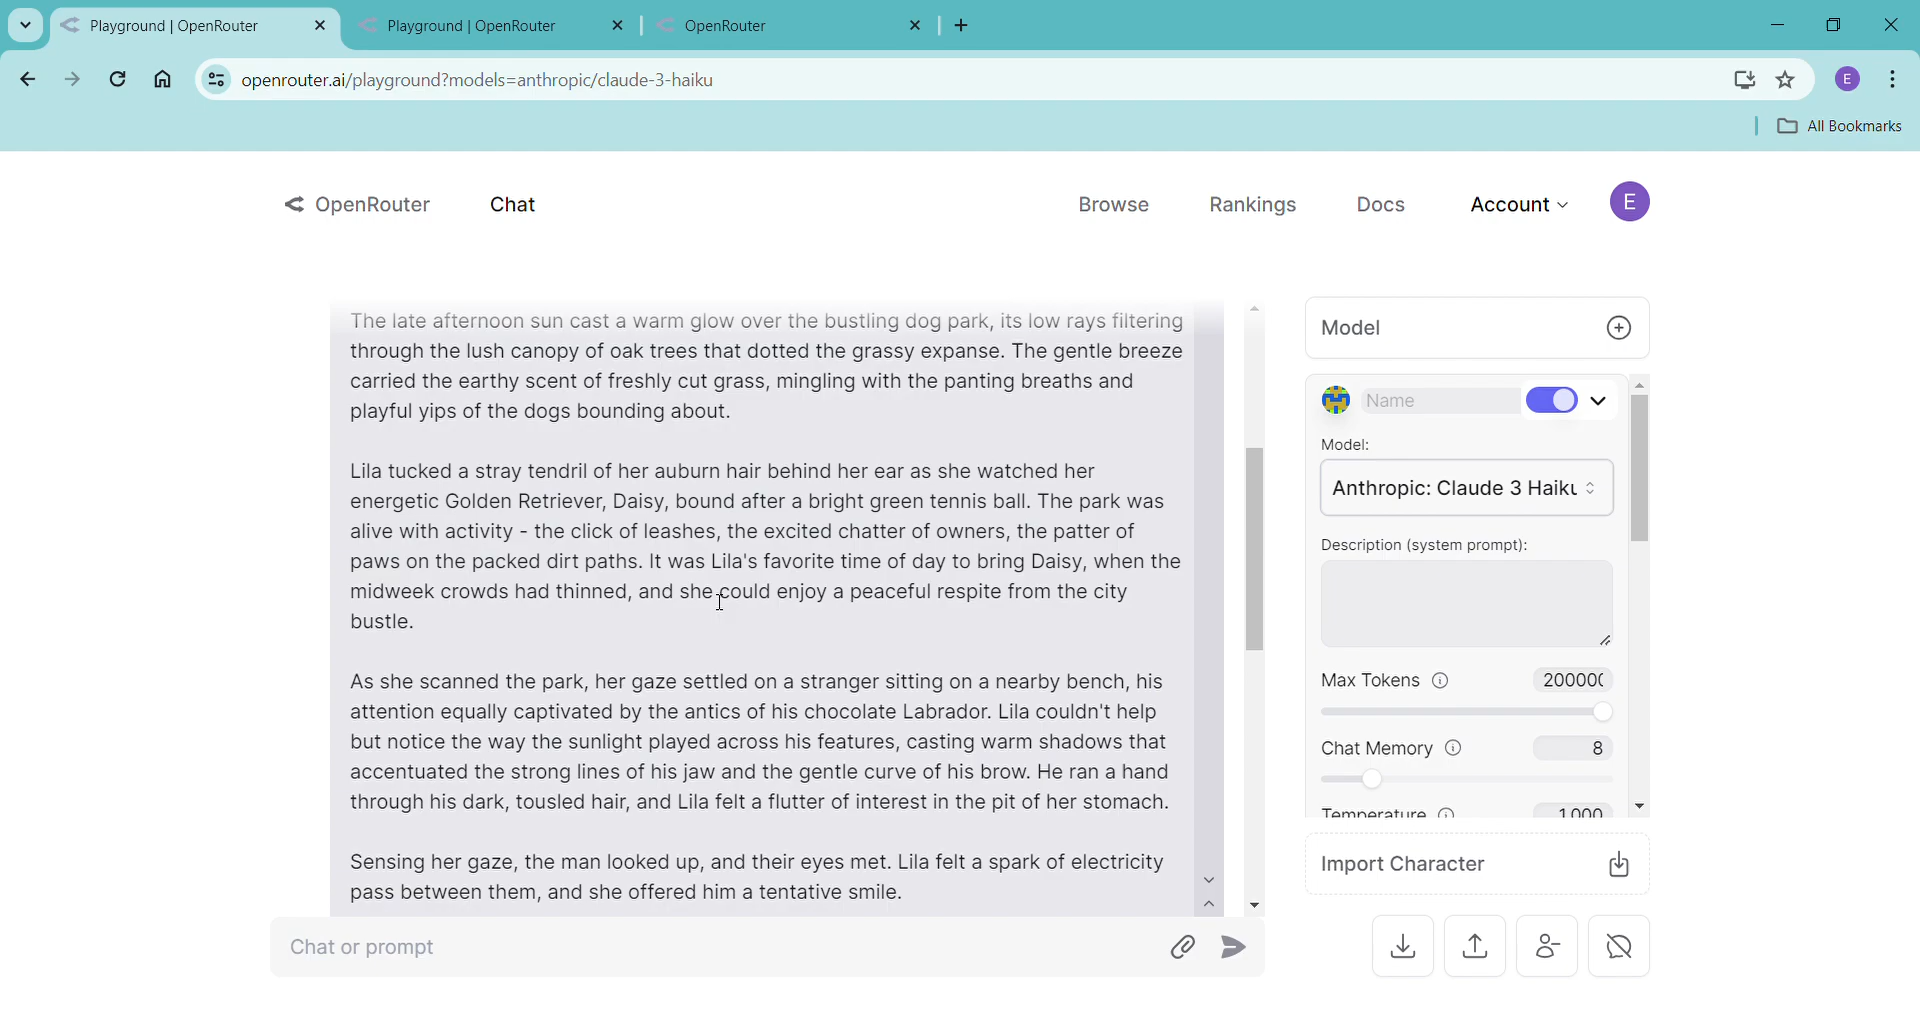 Playground | OpenRouter
Playground | OpenRouter
OpenRouter
openrouter.ai/playground?models=anthropic/claude-3-haiku
E
All Bookmarks
OpenRouter
Chat
Browse
Rankings
Docs
Account
E
The late afternoon sun cast a warm glow over the bustling dog park, its low rays filtering
through the lush canopy of oak trees that dotted the grassy expanse. The gentle breeze
carried the earthy scent of freshly cut grass, mingling with the panting breaths and
playful yips of the dogs bounding about.
Lila tucked a stray tendril of her auburn hair behind her ear as she watched her
energetic Golden Retriever, Daisy, bound after a bright green tennis ball. The park was
alive with activity - the click of leashes, the excited chatter of owners, the patter of
paws on the packed dirt paths. It was Lila's favorite time of day to bring Daisy, when the
midweek crowds had thinned, and she could enjoy a peaceful respite from the city
bustle.
As she scanned the park, her gaze settled on a stranger sitting on a nearby bench, his
attention equally captivated by the antics of his chocolate Labrador. Lila couldn't help
but notice the way the sunlight played across his features, casting warm shadows that
accentuated the strong lines of his jaw and the gentle curve of his brow. He ran a hand
through his dark, tousled hair, and Lila felt a flutter of interest in the pit of her stomach.
Sensing her gaze, the man looked up, and their eyes met. Lila felt a spark of electricity
pass between them, and she offered him a tentative smile.
Chat or prompt
Model
Name
Model:
Anthropic: Claude 3 Haiku
Description (system prompt):
Max Tokens
200000
Chat Memory
8
Temperature
1.000
Import Character